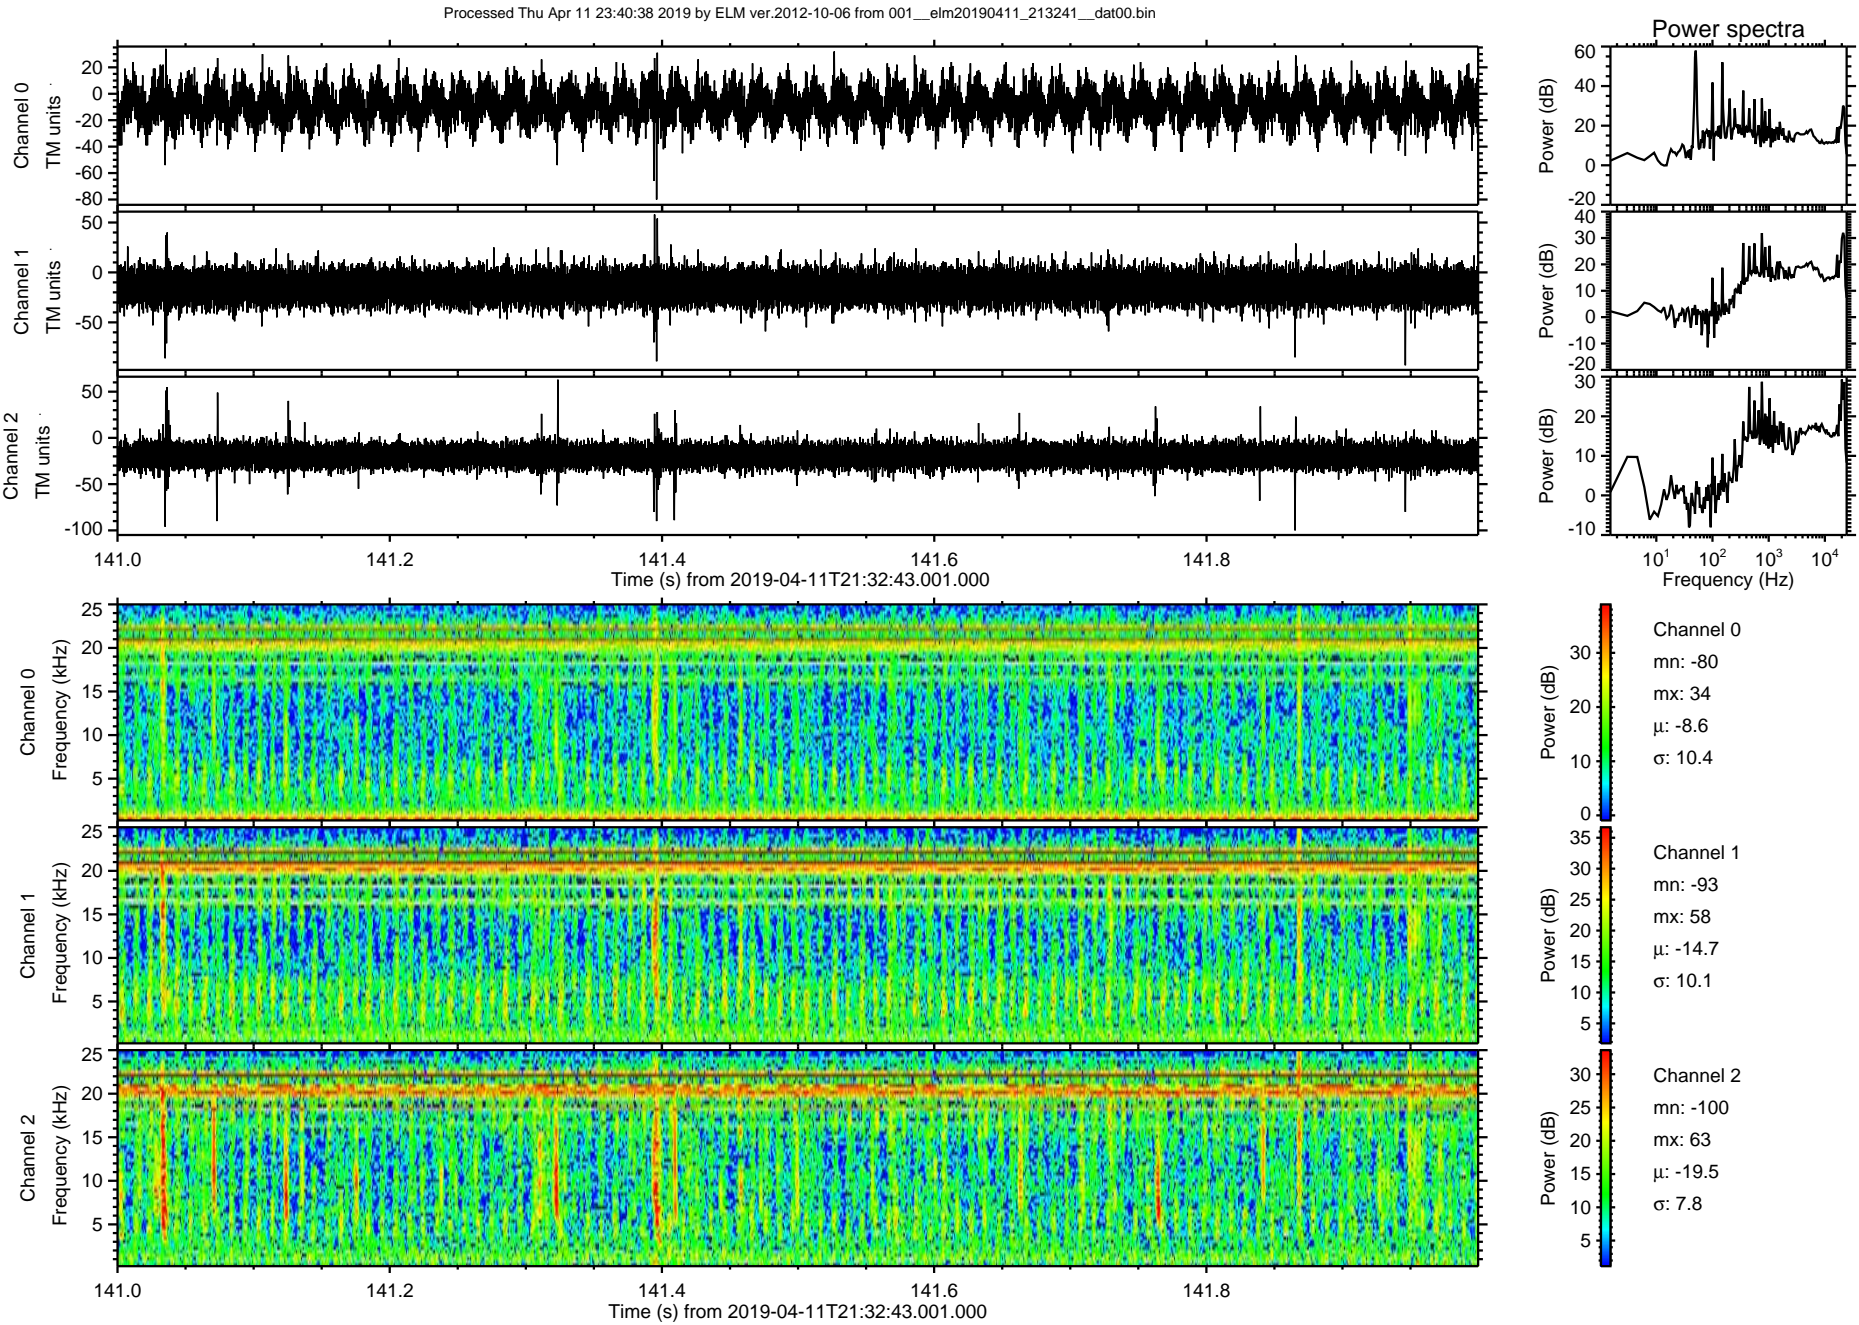 Processed Thu Apr 11 23:40:38 2019 by ELM ver.2012-10-06 from 001__elm20190411_213241__dat00.bin
Power spectra
Channel 0
TM units
20
0
-20
-40
-60
-80
Power (dB)
60
40
20
0
-20
Channel 1
TM units
50
0
-50
Power (dB)
40
30
20
10
0
-10
-20
Channel 2
TM units
50
0
-50
-100
Power (dB)
30
20
10
0
-10
141.0 141.2 141.4 141.6 141.8
Time (s) from 2019-04-11T21:32:43.001.000
10^1 10^2 10^3 10^4
Frequency (Hz)
Channel 0
Frequency (kHz)
25
20
15
10
5
Power (dB)
30
20
10
0
Channel 0
mn: -80
mx: 34
μ: -8.6
σ: 10.4
Channel 1
Frequency (kHz)
25
20
15
10
5
Power (dB)
35
30
25
20
15
10
5
Channel 1
mn: -93
mx: 58
μ: -14.7
σ: 10.1
Channel 2
Frequency (kHz)
25
20
15
10
5
Power (dB)
30
25
20
15
10
5
Channel 2
mn: -100
mx: 63
μ: -19.5
σ: 7.8
141.0 141.2 141.4 141.6 141.8
Time (s) from 2019-04-11T21:32:43.001.000